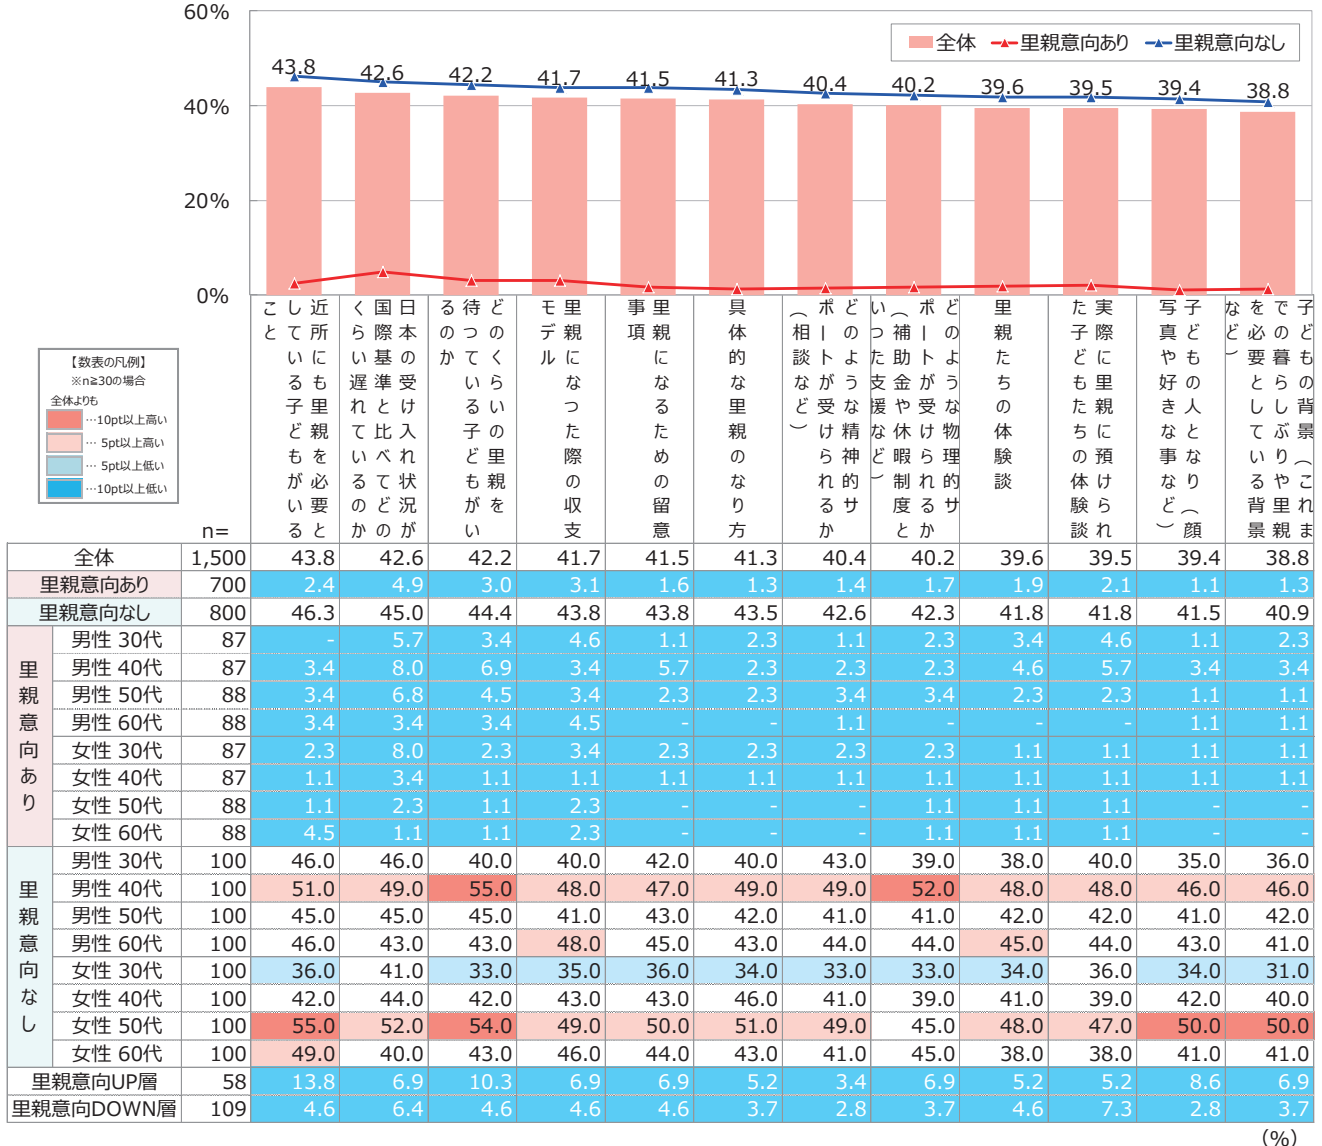 60%
40%
20%
0%
全体 里親意向あり 里親意向なし
43.8 42.6 42.2 41.7 41.5 41.3 40.4 40.2 39.6 39.5 39.4 38.8
【数表の凡例】
※n≧30の場合
全体よりも
…10pt以上高い
… 5pt以上高い
… 5pt以上低い
…10pt以上低い
近所にも里親を必要と
している子どもがいる
こと
日本の受け入れ状況が
国際基準と比べてどの
くらい遅れているのか
どのくらいの里親を
待っている子どもがい
るのか
里親になった際の収支
モデル
里親になるための留意
事項
具体的な里親のなり方
どのような精神的サ
ポートが受けられるか
（相談など）
どのような物理的サ
ポートが受けられるか
（補助金や休暇制度と
いった支援など）
里親たちの体験談
実際に里親に預けられ
た子どもたちの体験談
子どもの人となり（顔
写真や好きな事など）
子どもの背景（これま
での暮らしぶりや里親
を必要としている背景
など）
n=
全体 1,500 43.8 42.6 42.2 41.7 41.5 41.3 40.4 40.2 39.6 39.5 39.4 38.8
里親意向あり 700 2.4 4.9 3.0 3.1 1.6 1.3 1.4 1.7 1.9 2.1 1.1 1.3
里親意向なし 800 46.3 45.0 44.4 43.8 43.8 43.5 42.6 42.3 41.8 41.8 41.5 40.9
里親意向あり
男性 30代 87 - 5.7 3.4 4.6 1.1 2.3 1.1 2.3 3.4 4.6 1.1 2.3
男性 40代 87 3.4 8.0 6.9 3.4 5.7 2.3 2.3 2.3 4.6 5.7 3.4 3.4
男性 50代 88 3.4 6.8 4.5 3.4 2.3 2.3 3.4 3.4 2.3 2.3 1.1 1.1
男性 60代 88 3.4 3.4 3.4 4.5 - - 1.1 - - - 1.1 1.1
女性 30代 87 2.3 8.0 2.3 3.4 2.3 2.3 2.3 2.3 1.1 1.1 1.1 1.1
女性 40代 87 1.1 3.4 1.1 1.1 1.1 1.1 1.1 1.1 1.1 1.1 1.1 1.1
女性 50代 88 1.1 2.3 1.1 2.3 - - - 1.1 1.1 1.1 - -
女性 60代 88 4.5 1.1 1.1 2.3 - - - 1.1 1.1 1.1 - -
里親意向なし
男性 30代 100 46.0 46.0 40.0 40.0 42.0 40.0 43.0 39.0 38.0 40.0 35.0 36.0
男性 40代 100 51.0 49.0 55.0 48.0 47.0 49.0 49.0 52.0 48.0 48.0 46.0 46.0
男性 50代 100 45.0 45.0 45.0 41.0 43.0 42.0 41.0 41.0 42.0 42.0 41.0 42.0
男性 60代 100 46.0 43.0 43.0 48.0 45.0 43.0 44.0 44.0 45.0 44.0 43.0 41.0
女性 30代 100 36.0 41.0 33.0 35.0 36.0 34.0 33.0 33.0 34.0 36.0 34.0 31.0
女性 40代 100 42.0 44.0 42.0 43.0 43.0 46.0 41.0 39.0 41.0 39.0 42.0 40.0
女性 50代 100 55.0 52.0 54.0 49.0 50.0 51.0 49.0 45.0 48.0 47.0 50.0 50.0
女性 60代 100 49.0 40.0 43.0 46.0 44.0 43.0 41.0 45.0 38.0 38.0 41.0 41.0
里親意向UP層 58 13.8 6.9 10.3 6.9 6.9 5.2 3.4 6.9 5.2 5.2 8.6 6.9
里親意向DOWN層 109 4.6 6.4 4.6 4.6 4.6 3.7 2.8 3.7 4.6 7.3 2.8 3.7
(%)